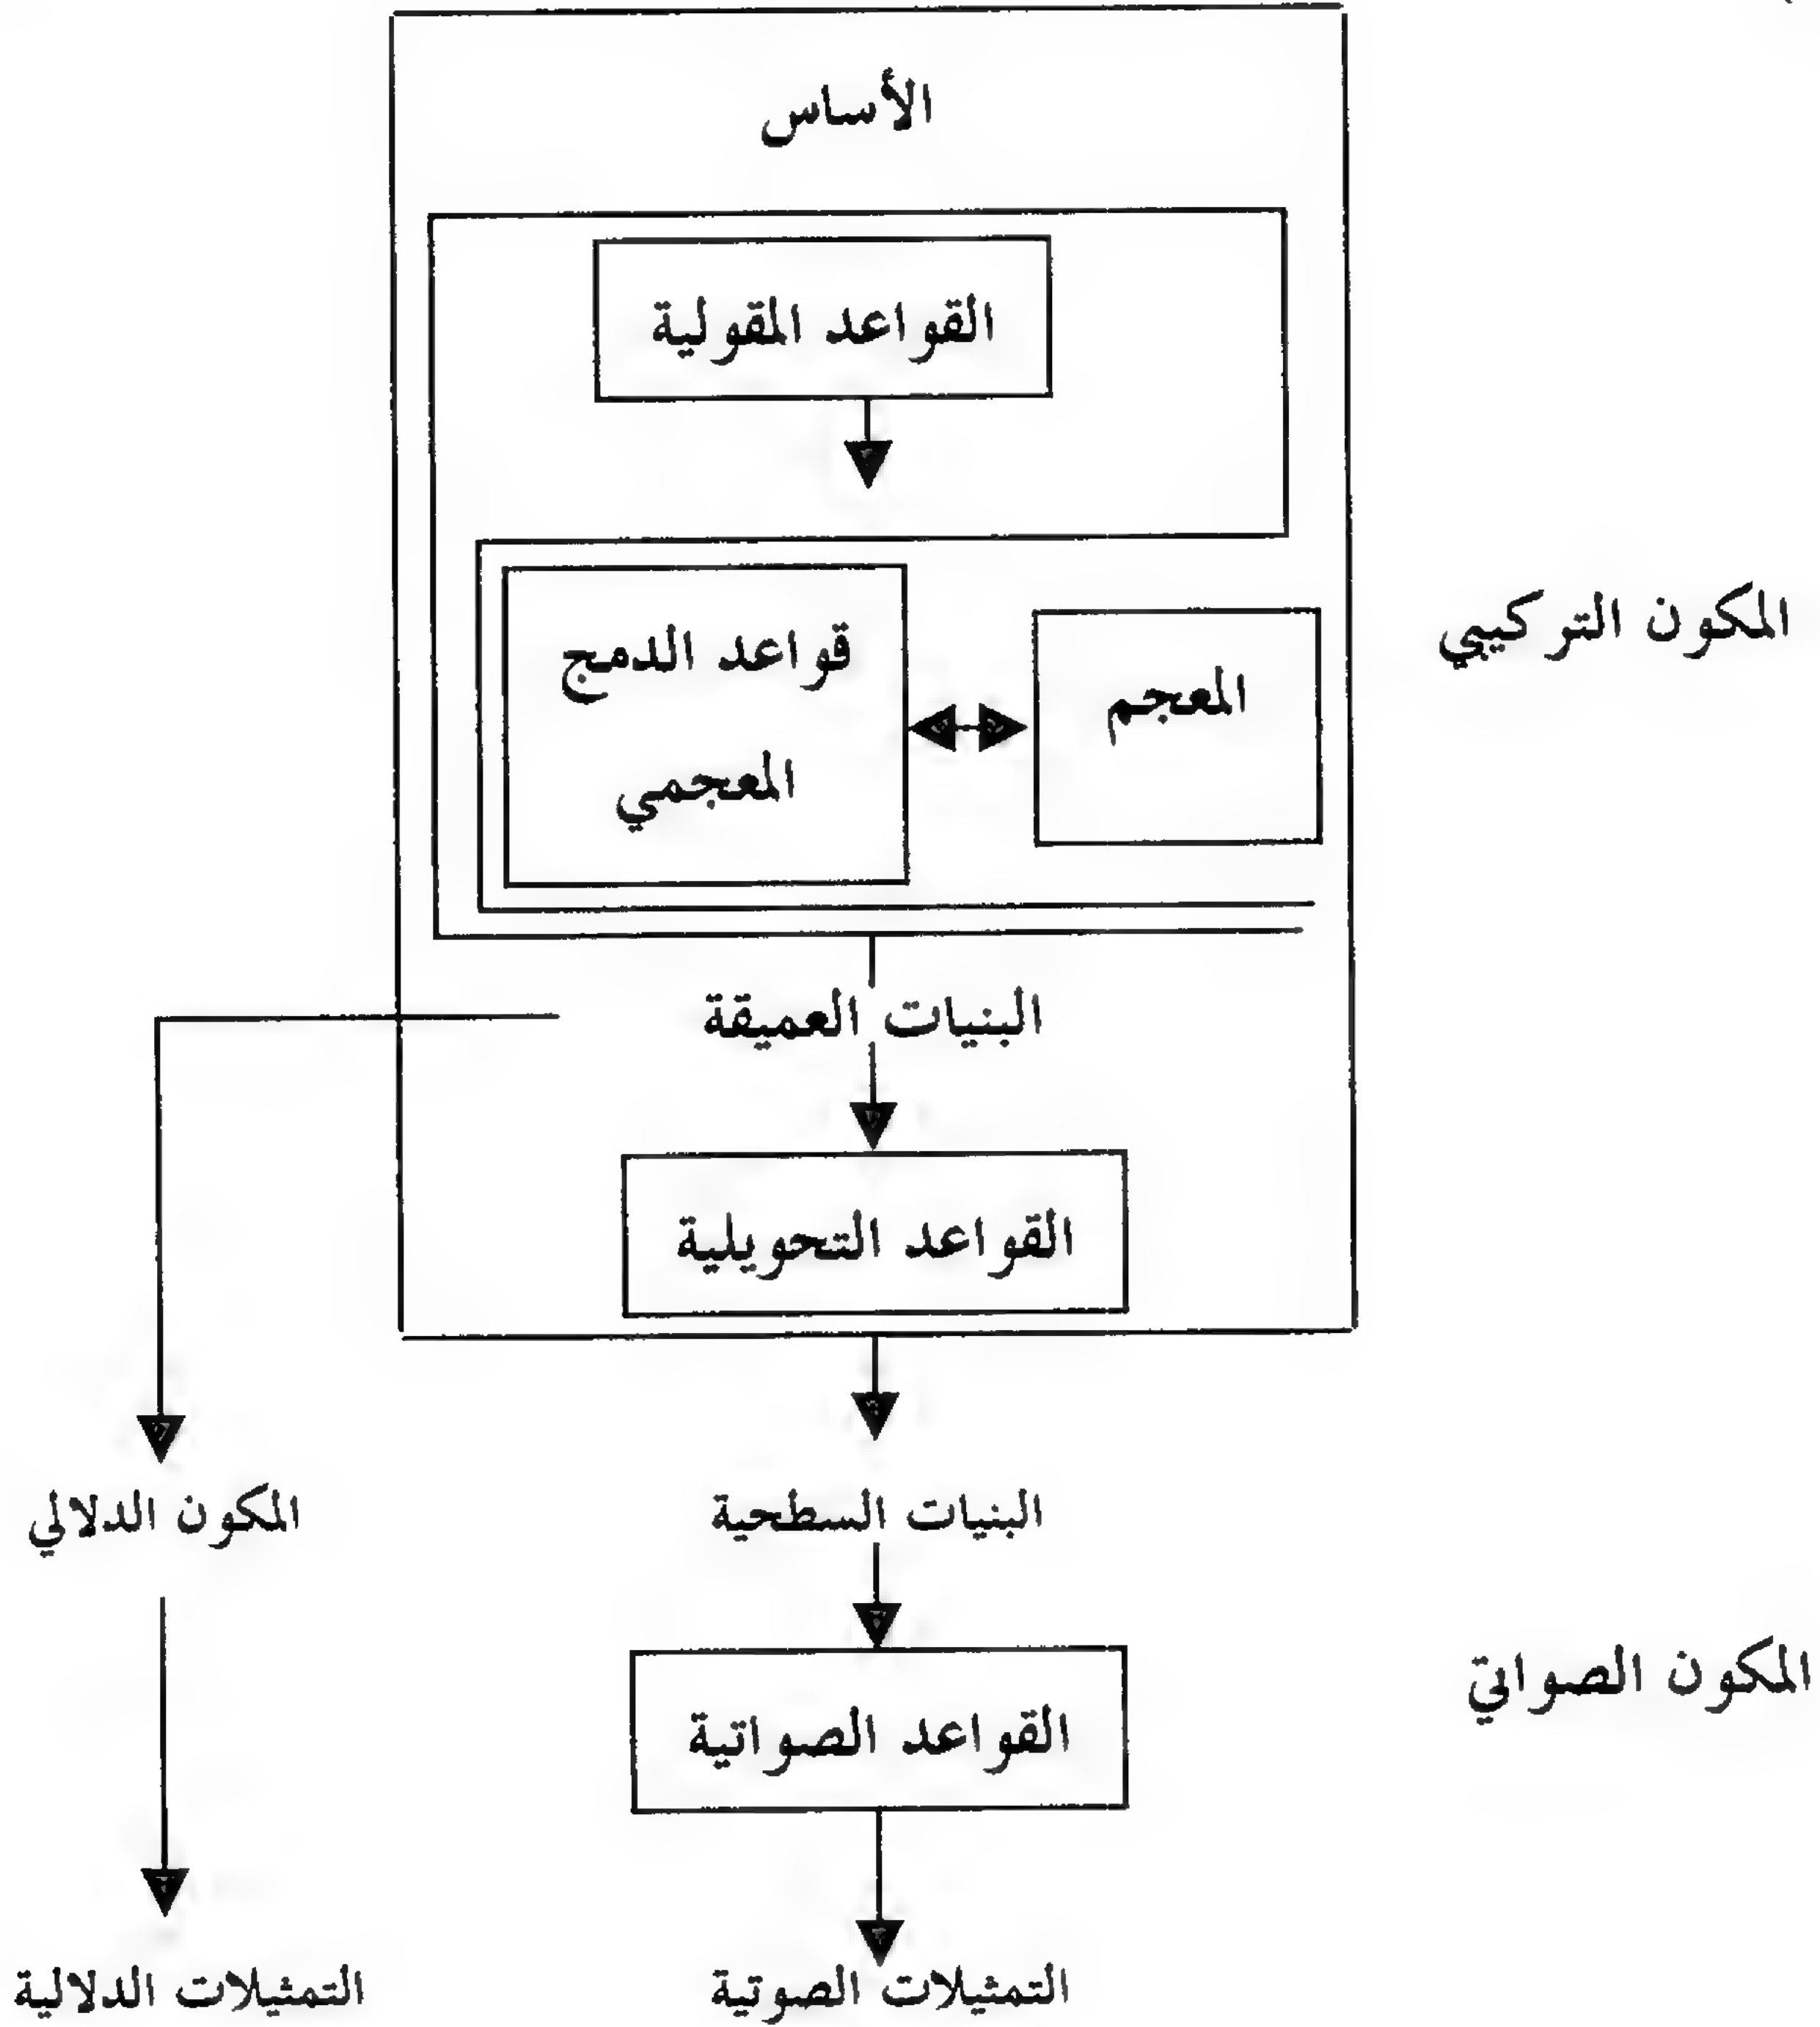 الأساس
القواعد المقولية
المكون التركيبي
قواعد الدمج
المعجمي
المعجم
البنيات العميقة
القواعد التحويلية
البنيات السطحية
المكون الدلالي
المكون الصواتي
القواعد الصواتية
التمثيلات الصوتية
التمثيلات الدلالية